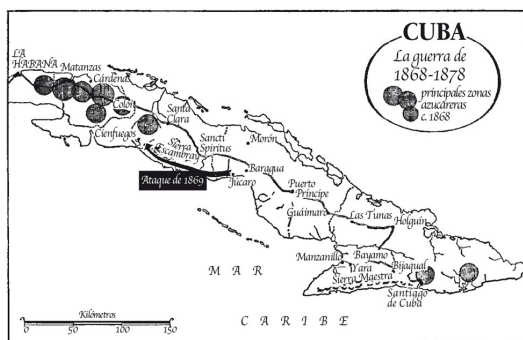 CUBA
La guerra de
1868-1878
principales zonas
azucareras
c. 1868
LA
HABANA
Matanzas
Cárdenas
Colón
Santa
Clara
Cienfuegos
Sierra
Escambray
Sancti
Spiritus
Morón
Baragua
Ataque de 1869
Júcaro
Puerto
Príncipe
Guáimaro
Las Tunas
Holguín
Manzanillo
Bayamo
Yara
Bijagual
Sierra Maestra
Santiago
de Cuba
MAR
CARIBE
Kilómetros
0 50 100 150